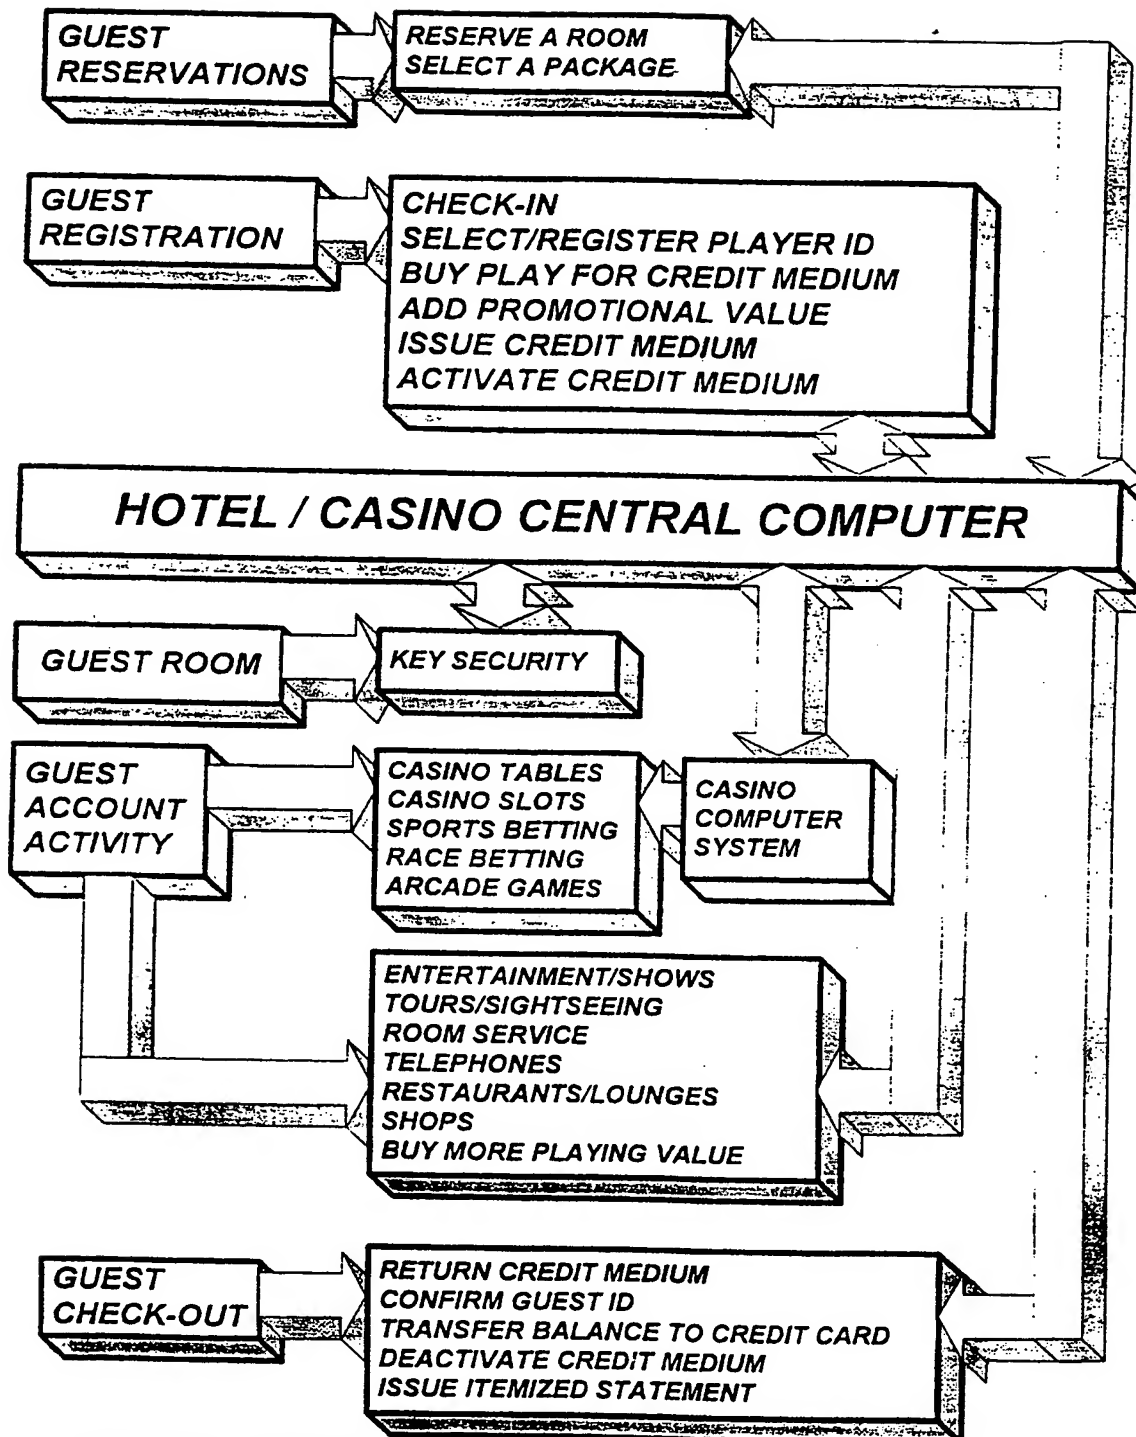 GUEST
RESERVATIONS
RESERVE A ROOM
SELECT A PACKAGE
GUEST
REGISTRATION
CHECK-IN
SELECT/REGISTER PLAYER ID
BUY PLAY FOR CREDIT MEDIUM
ADD PROMOTIONAL VALUE
ISSUE CREDIT MEDIUM
ACTIVATE CREDIT MEDIUM
HOTEL / CASINO CENTRAL COMPUTER
GUEST ROOM
KEY SECURITY
GUEST
ACCOUNT
ACTIVITY
CASINO TABLES
CASINO SLOTS
SPORTS BETTING
RACE BETTING
ARCADE GAMES
CASINO
COMPUTER
SYSTEM
ENTERTAINMENT/SHOWS
TOURS/SIGHTSEEING
ROOM SERVICE
TELEPHONES
RESTAURANTS/LOUNGES
SHOPS
BUY MORE PLAYING VALUE
GUEST
CHECK-OUT
RETURN CREDIT MEDIUM
CONFIRM GUEST ID
TRANSFER BALANCE TO CREDIT CARD
DEACTIVATE CREDIT MEDIUM
ISSUE ITEMIZED STATEMENT